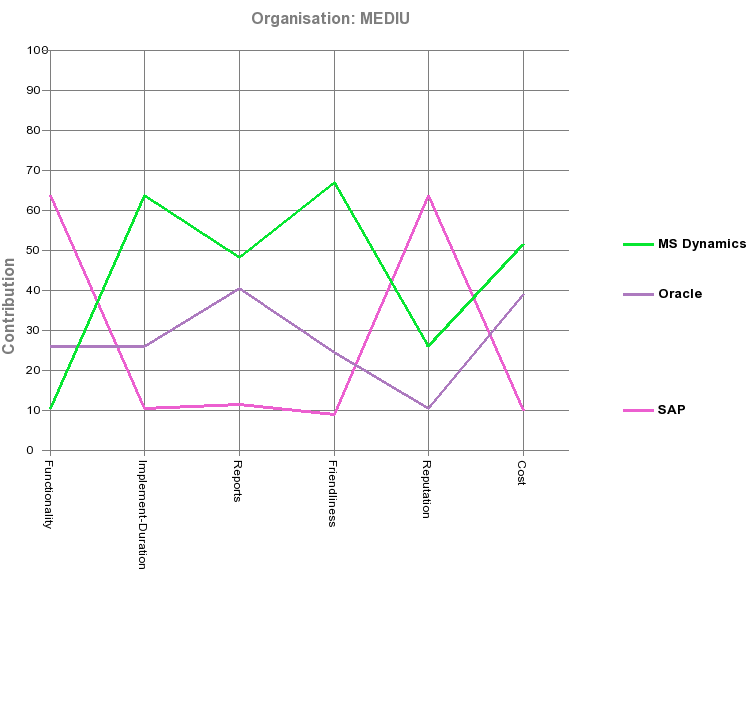 Organisation: MEDIU
100
90
80
70
60
50
40
30
20
10
0
Contribution
Functionality
Implement-Duration
Reports
Friendliness
Reputation
Cost
MS Dynamics
Oracle
SAP